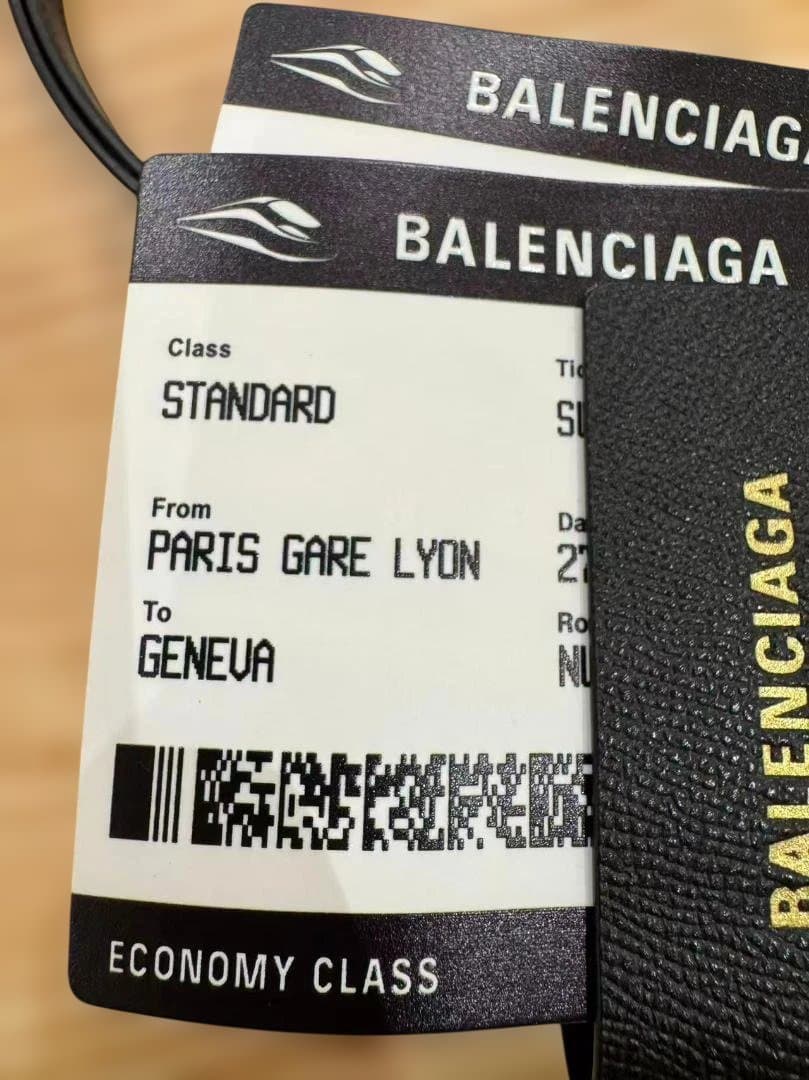 BALENCIAGA
BALENCIAGA
Class
STANDARD
From
PARIS GARE LYON
To
GENEVA
ECONOMY CLASS
BALENCIAGA